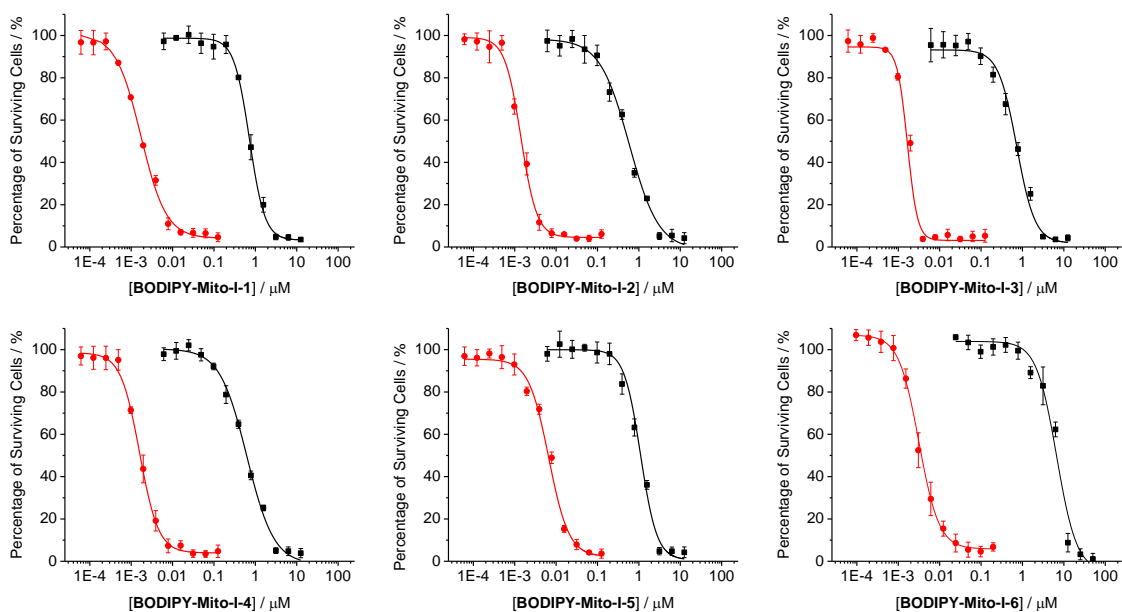 Percentage of Surviving Cells / %
100
80
60
40
20
0
1E-4 1E-3 0.01 0.1 1 10 100
[BODIPY-Mito-I-1] / μM
Percentage of Surviving Cells / %
100
80
60
40
20
0
1E-4 1E-3 0.01 0.1 1 10 100
[BODIPY-Mito-I-2] / μM
Percentage of Surviving Cells / %
100
80
60
40
20
0
1E-4 1E-3 0.01 0.1 1 10 100
[BODIPY-Mito-I-3] / μM
Percentage of Surviving Cells / %
100
80
60
40
20
0
1E-4 1E-3 0.01 0.1 1 10 100
[BODIPY-Mito-I-4] / μM
Percentage of Surviving Cells / %
100
80
60
40
20
0
1E-4 1E-3 0.01 0.1 1 10 100
[BODIPY-Mito-I-5] / μM
Percentage of Surviving Cells / %
100
80
60
40
20
0
1E-4 1E-3 0.01 0.1 1 10 100
[BODIPY-Mito-I-6] / μM